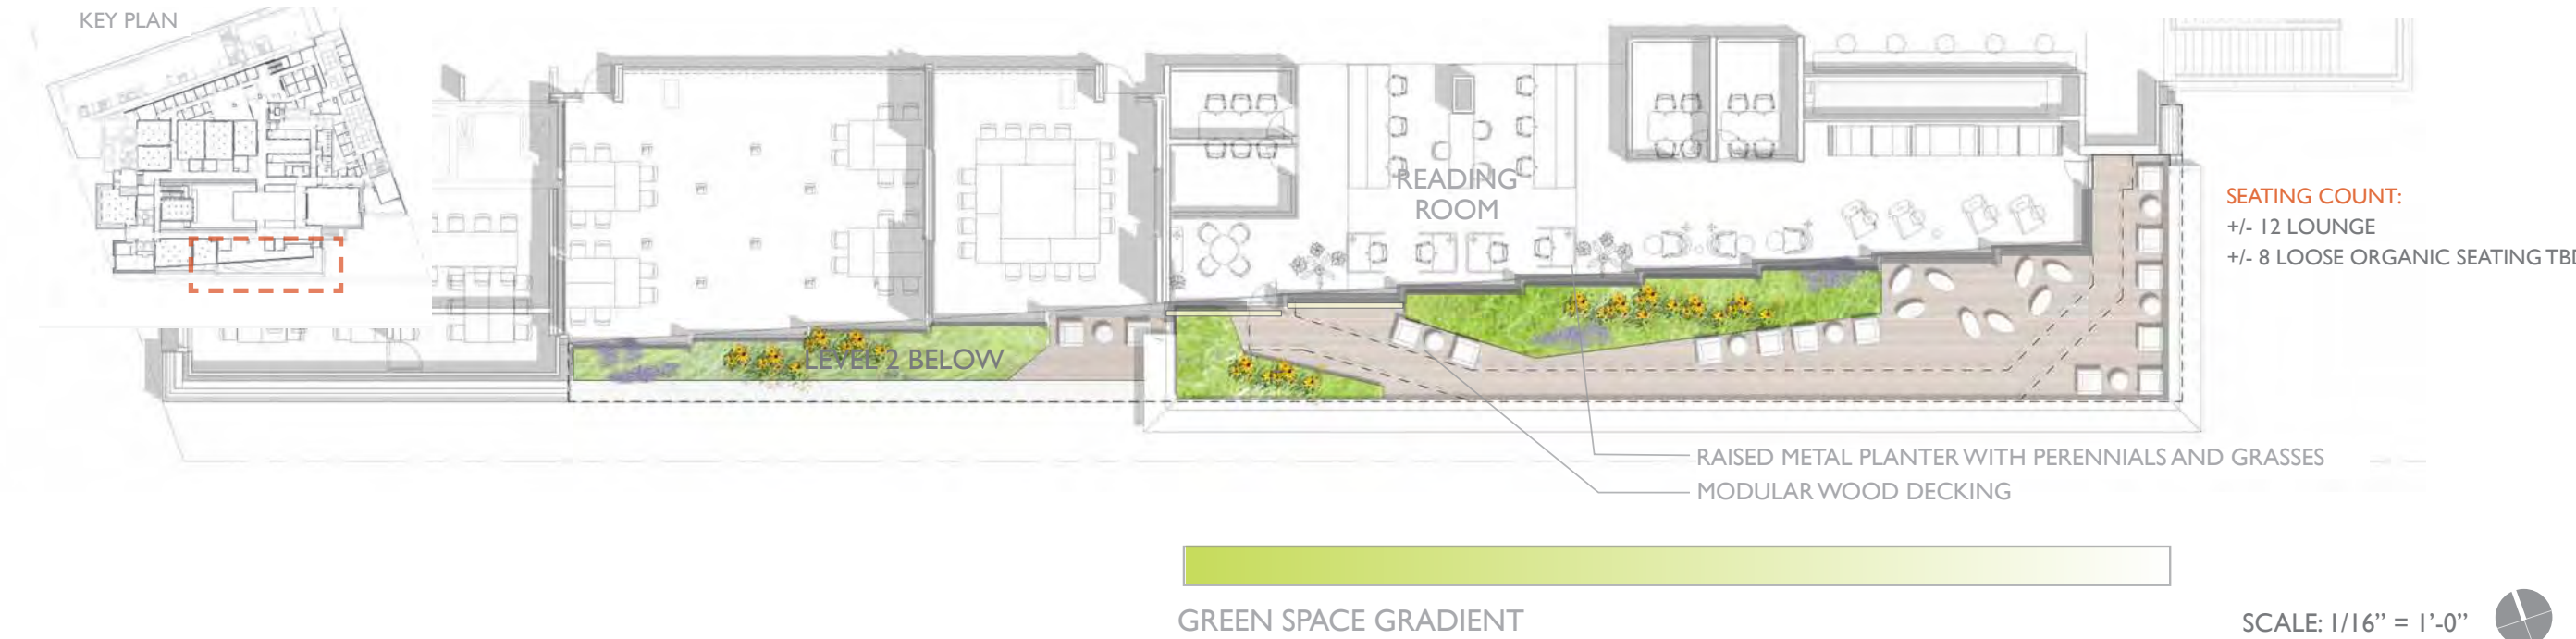 KEY PLAN
READING
ROOM
SEATING COUNT:
+/- 12 LOUNGE
+/- 8 LOOSE ORGANIC SEATING TBD
LEVEL 2 BELOW
RAISED METAL PLANTER WITH PERENNIALS AND GRASSES
MODULAR WOOD DECKING
GREEN SPACE GRADIENT
SCALE: 1/16” = 1’-0”